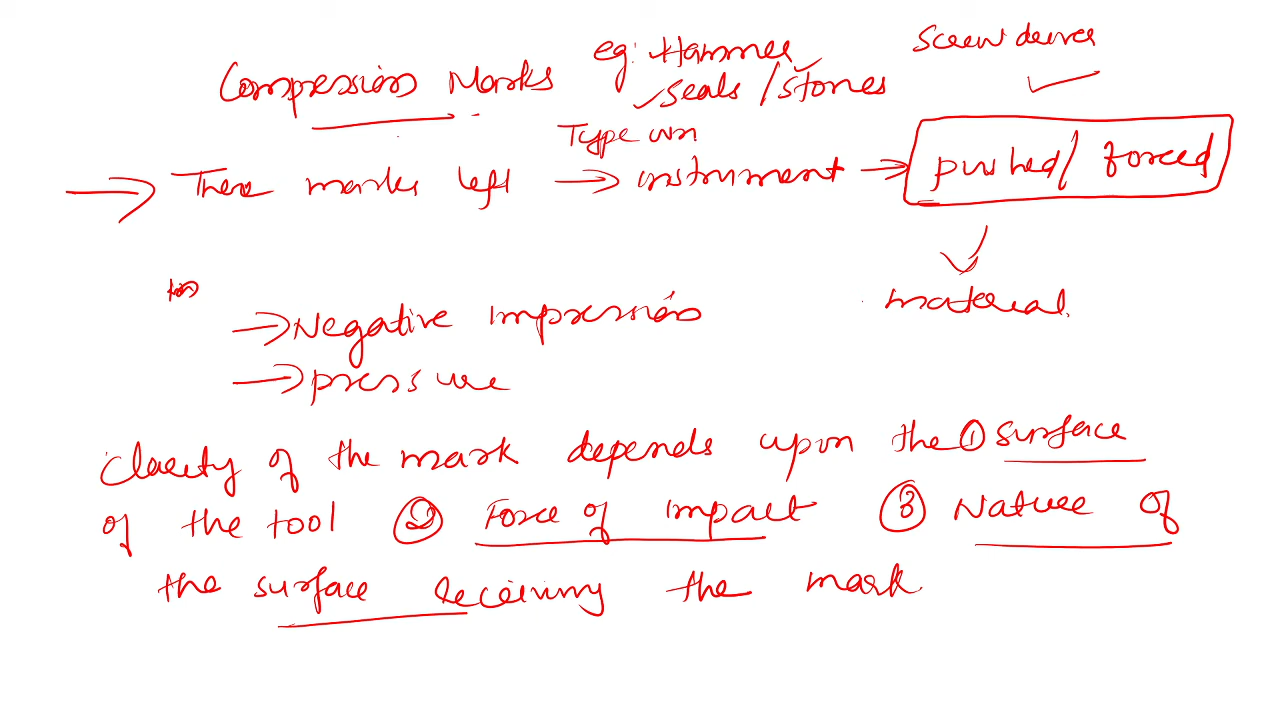 Compression Marks eg: Hammer Screw driver
seals / stones
Type wri
There marks left → instrument → pushed / forced
material.
→ Negative impression
→ pressure
Clarity of the mark depends upon the ① surface
of the tool ② Force of impact ③ Nature of
the surface receiving the mark